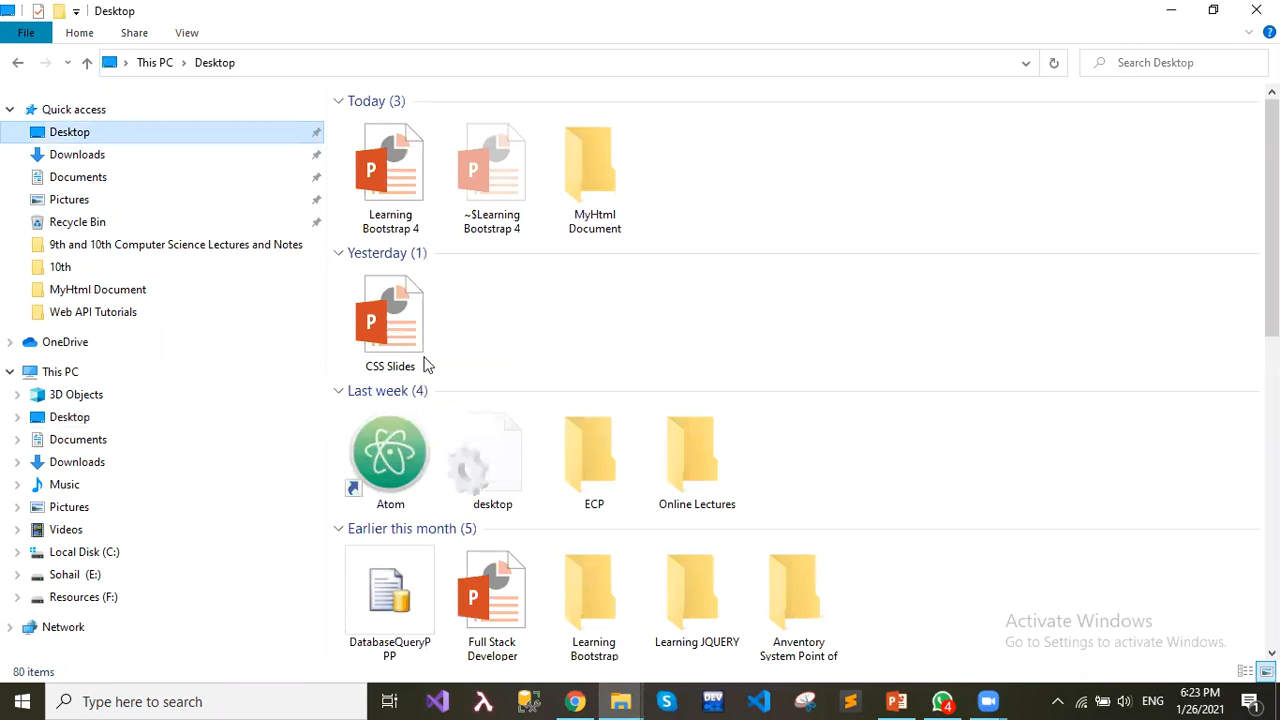 Desktop
File Home Share View
This PC Desktop Search Desktop
Quick access
Desktop
Downloads
Documents
Pictures
Recycle Bin
9th and 10th Computer Science Lectures and Notes
10th
MyHtml Document
Web API Tutorials
OneDrive
This PC
3D Objects
Desktop
Documents
Downloads
Music
Pictures
Videos
Local Disk (C:)
Sohail (E:)
Resources (F:)
Network
Today (3)
Learning
Bootstrap 4
~$Learning
Bootstrap 4
MyHtml
Document
Yesterday (1)
CSS Slides
Last week (4)
Atom
desktop
ECP
Online Lectures
Earlier this month (5)
DatabaseQueryP
PP
Full Stack
Developer
Learning
Bootstrap
Learning JQUERY
Anventory
System Point of
Activate Windows
Go to Settings to activate Windows.
80 items
Type here to search
DEV
4
ENG
6:23 PM
1/26/2021
1